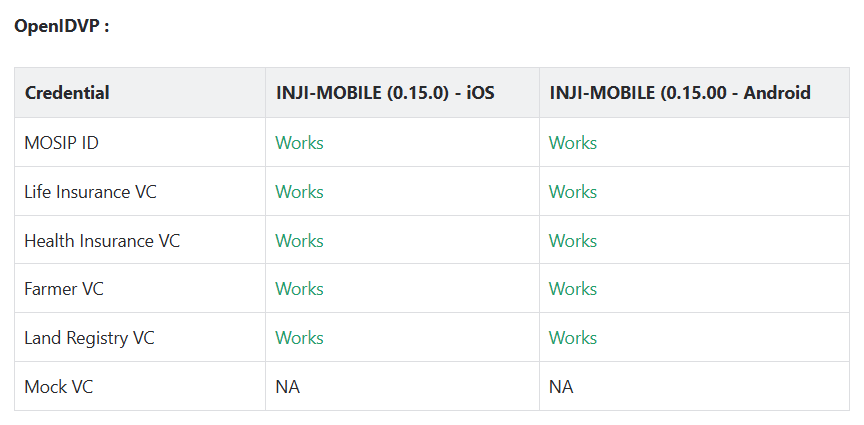 OpenIDVP :
Credential INJI-MOBILE (0.15.0) - iOS INJI-MOBILE (0.15.00 - Android
MOSIP ID Works Works
Life Insurance VC Works Works
Health Insurance VC Works Works
Farmer VC Works Works
Land Registry VC Works Works
Mock VC NA NA